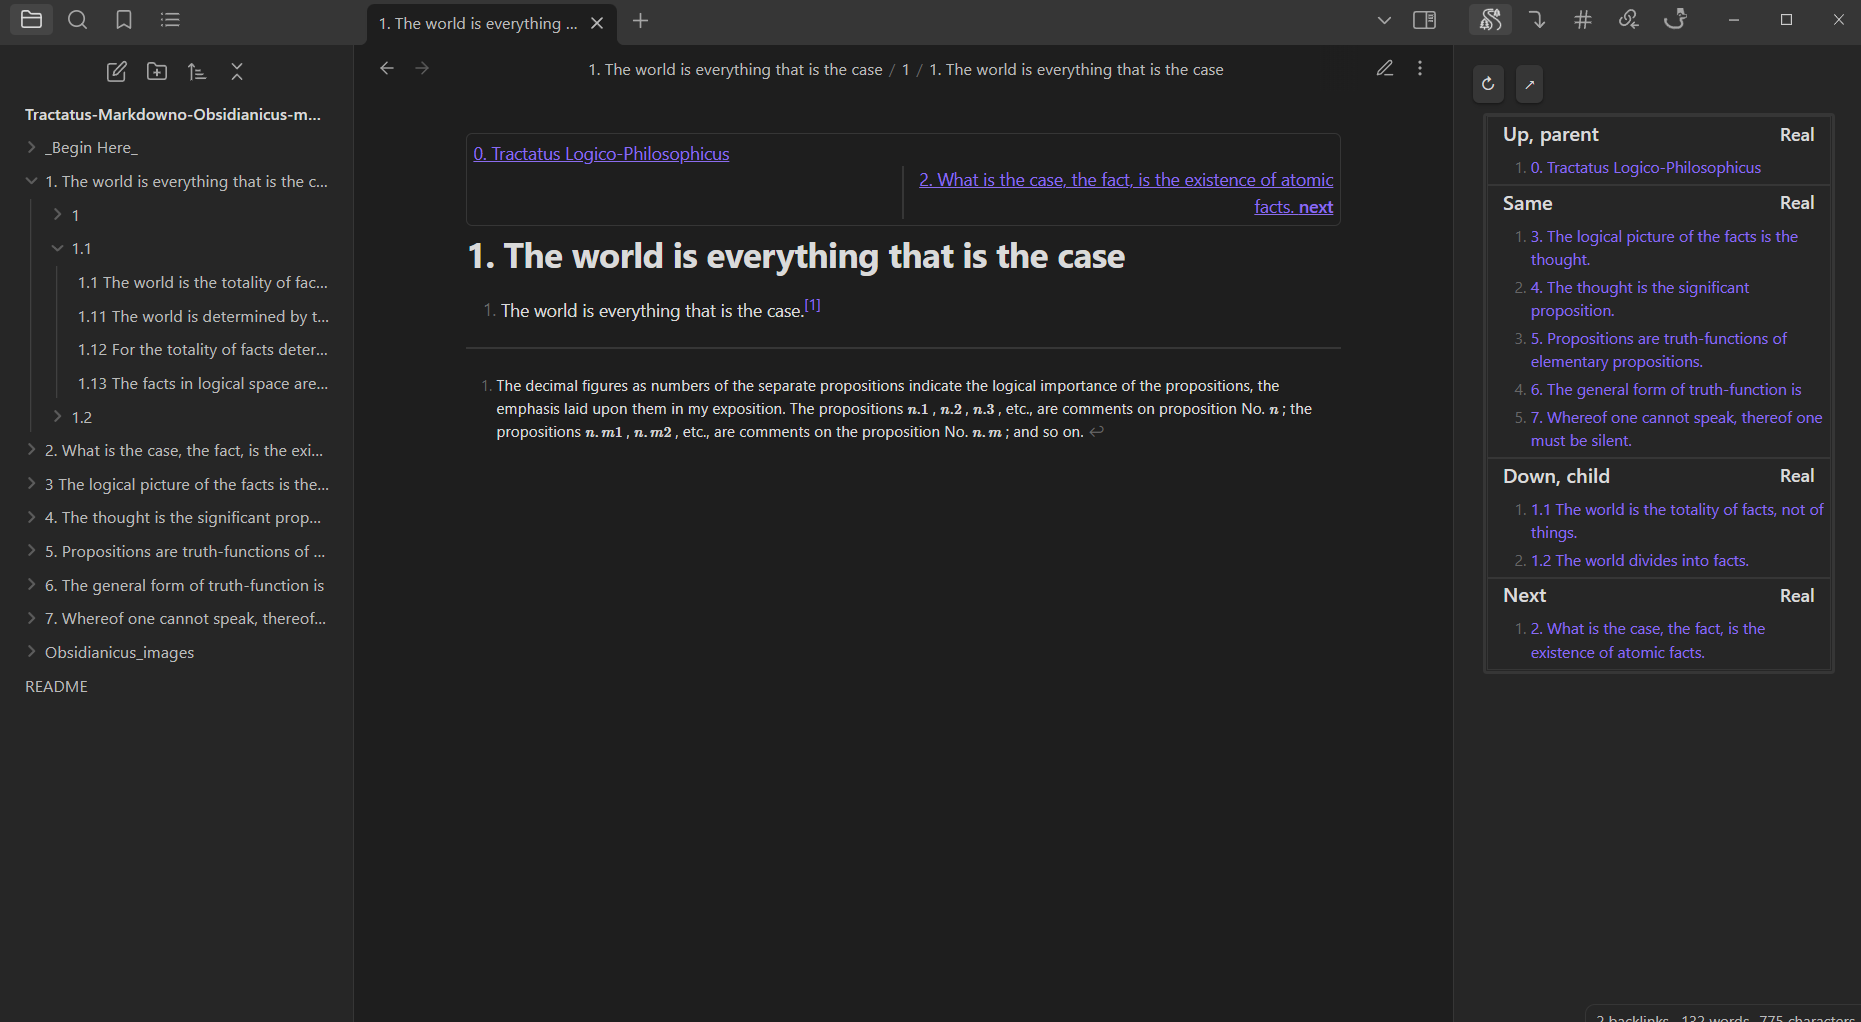 1. The world is everything ...
Tractatus-Markdowno-Obsidianicus-m...
_Begin Here_
1. The world is everything that is the c...
1
1.1
1.1 The world is the totality of fac...
1.11 The world is determined by t...
1.12 For the totality of facts deter...
1.13 The facts in logical space are...
1.2
2. What is the case, the fact, is the exi...
3 The logical picture of the facts is the...
4. The thought is the significant prop...
5. Propositions are truth-functions of ...
6. The general form of truth-function is
7. Whereof one cannot speak, thereof...
Obsidianicus_images
README
1. The world is everything that is the case / 1 / 1. The world is everything that is the case
0. Tractatus Logico-Philosophicus
2. What is the case, the fact, is the existence of atomic
facts. next
1. The world is everything that is the case
1. The world is everything that is the case.[1]
1. The decimal figures as numbers of the separate propositions indicate the logical importance of the propositions, the
emphasis laid upon them in my exposition. The propositions n.1 , n.2 , n.3 , etc., are comments on proposition No. n ; the
propositions n.m1 , n.m2 , etc., are comments on the proposition No. n.m ; and so on. ↩
Up, parent Real
1. 0. Tractatus Logico-Philosophicus
Same Real
1. 3. The logical picture of the facts is the
thought.
2. 4. The thought is the significant
proposition.
3. 5. Propositions are truth-functions of
elementary propositions.
4. 6. The general form of truth-function is
5. 7. Whereof one cannot speak, thereof one
must be silent.
Down, child Real
1. 1.1 The world is the totality of facts, not of
things.
2. 1.2 The world divides into facts.
Next Real
1. 2. What is the case, the fact, is the
existence of atomic facts.
2 backlinks 132 words 775 characters